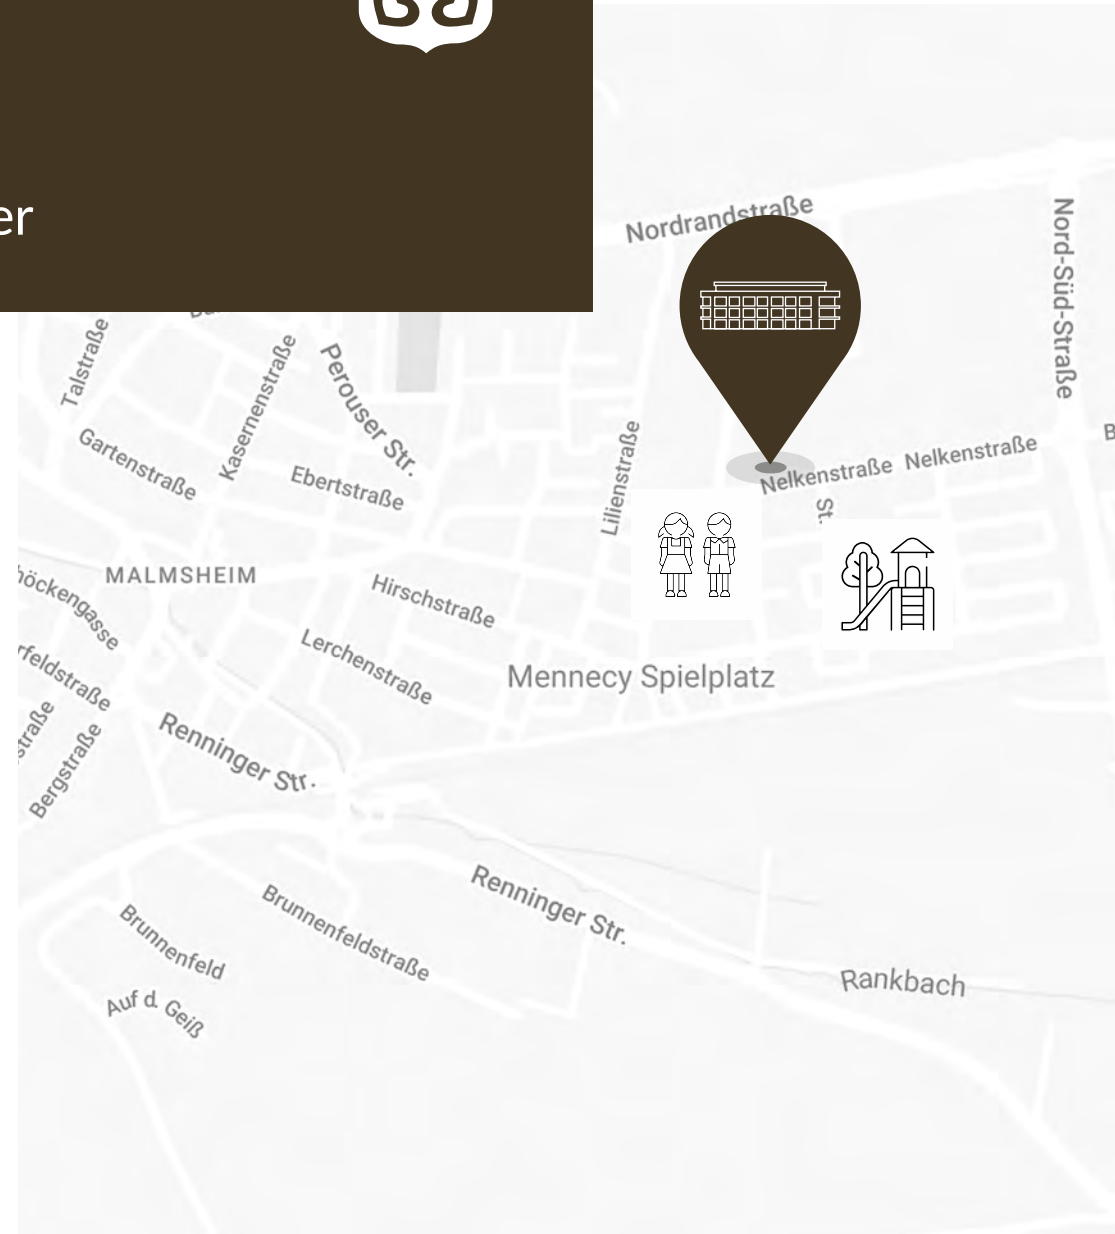 er
Nordrandstraße
Nord-Süd-Straße
Talstraße
Kasernenstraße
Perouser Str.
Gartenstraße
Ebertstraße
Lilienstraße
Nelkenstraße
Nelkenstraße
St.
MALMSHEIM
höckengasse
Hirschstraße
rfeldstraße
Lerchenstraße
Mennecy Spielplatz
straße
Bergstraße
Renninger Str.
Renninger Str.
Brunnenfeldstraße
Brunnenfeld
Auf d. Geiß
Rankbach